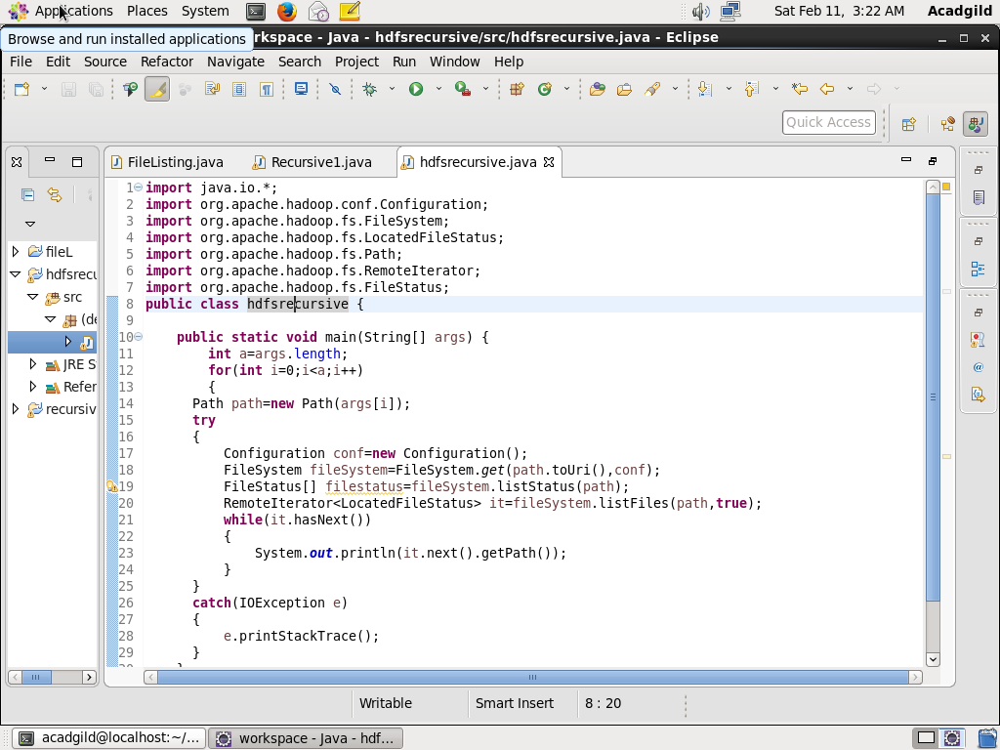 Applications Places System Sat Feb 11, 3:22 AM Acadgild
Browse and run installed applications
rkspace - Java - hdfsrecursive/src/hdfsrecursive.java - Eclipse
File Edit Source Refactor Navigate Search Project Run Window Help
Quick Access
FileListing.java Recursive1.java hdfsrecursive.java
fileL
hdfsrecu
src
(de
JRE S
Refer
recursiv
1 import java.io.*;
2 import org.apache.hadoop.conf.Configuration;
3 import org.apache.hadoop.fs.FileSystem;
4 import org.apache.hadoop.fs.LocatedFileStatus;
5 import org.apache.hadoop.fs.Path;
6 import org.apache.hadoop.fs.RemoteIterator;
7 import org.apache.hadoop.fs.FileStatus;
8 public class hdfsrecursive {
9
10 public static void main(String[] args) {
11 int a=args.length;
12 for(int i=0;i<a;i++)
13 {
14 Path path=new Path(args[i]);
15 try
16 {
17 Configuration conf=new Configuration();
18 FileSystem fileSystem=FileSystem.get(path.toUri(),conf);
19 FileStatus[] filestatus=fileSystem.listStatus(path);
20 RemoteIterator<LocatedFileStatus> it=fileSystem.listFiles(path,true);
21 while(it.hasNext())
22 {
23 System.out.println(it.next().getPath());
24 }
25 }
26 catch(IOException e)
27 {
28 e.printStackTrace();
29 }
Writable Smart Insert 8 : 20
acadgild@localhost:~/... workspace - Java - hdf...